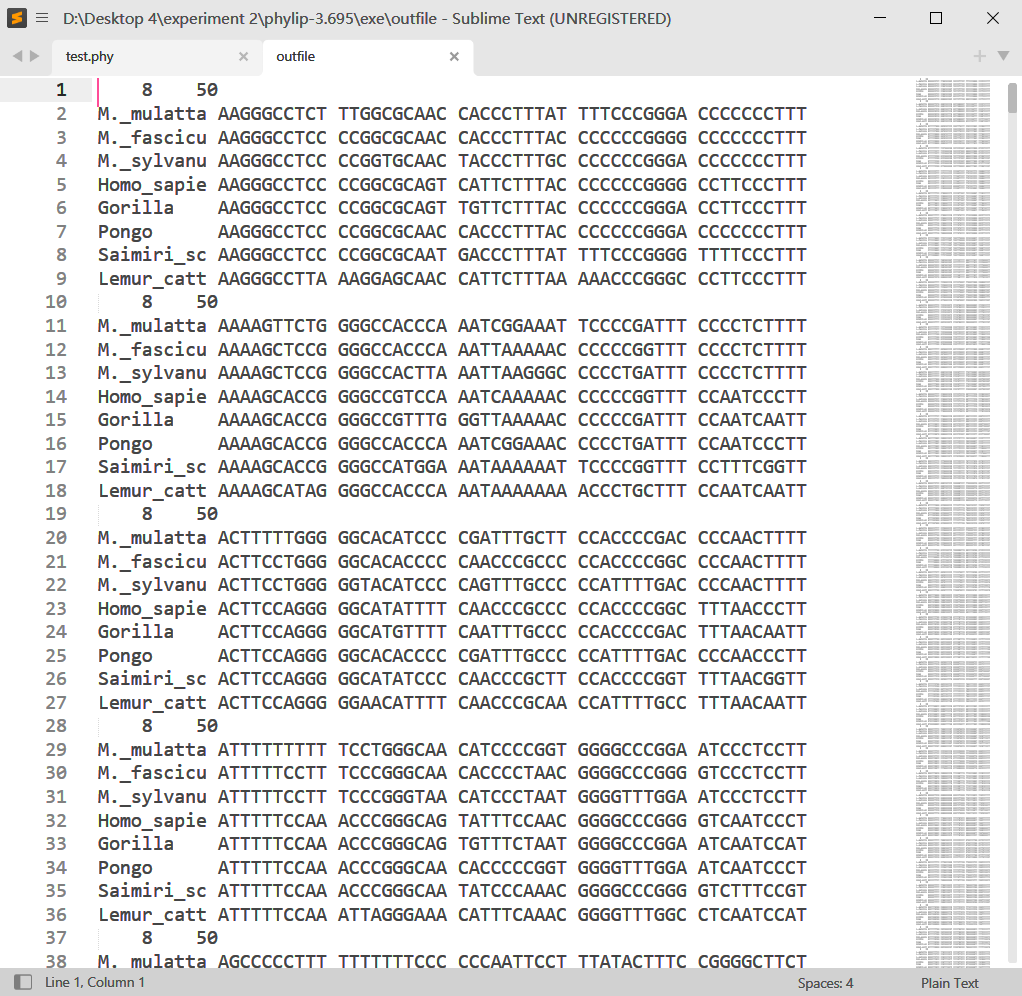 D:\Desktop 4\experiment 2\phylip-3.695\exe\outfile - Sublime Text (UNREGISTERED)
test.phy
outfile
1 8 50
2 M._mulatta AAGGGCCTCT TTGGCGCAAC CACCCTTTAT TTTCCCGGGA CCCCCCCTTT
3 M._fascicu AAGGGCCTCC CCGGCGCAAC CACCCTTTAC CCCCCCGGGG CCCCCCCTTT
4 M._sylvanu AAGGGCCTCC CCGGTGCAAC TACCCTTTGC CCCCCCGGGA CCCCCCCTTT
5 Homo_sapie AAGGGCCTCC CCGGCGCAGT CATTCTTTAC CCCCCCGGGG CCTTCCCTTT
6 Gorilla AAGGGCCTCC CCGGCGCAGT TGTTCTTTAC CCCCCCGGGA CCTTCCCTTT
7 Pongo AAGGGCCTCC CCGGCGCAAC CACCCTTTAC CCCCCCGGGA CCCCCCCTTT
8 Saimiri_sc AAGGGCCTCC CCGGCGCAAT GACCCTTTAT TTTCCCGGGG TTTTCCCTTT
9 Lemur_catt AAGGGCCTTA AAGGAGCAAC CATTCTTTAA AAACCCGGGC CCTTCCCTTT
10 8 50
11 M._mulatta AAAAGTTCTG GGGCCACCCA AATCGGAAAT TCCCCGATTT CCCCTCTTTT
12 M._fascicu AAAAGCTCCG GGGCCACCCA AATTAAAAAC CCCCCGGTTT CCCCTCTTTT
13 M._sylvanu AAAAGCTCCG GGGCCACTTA AATTAAGGGC CCCCTGATTT CCCCTCTTTT
14 Homo_sapie AAAAGCACCG GGGCCGTCCA AATCAAAAAC CCCCCGGTTT CCAATCCCTT
15 Gorilla AAAAGCACCG GGGCCGTTTG GGTTAAAAAC CCCCCGATTT CCAATCAATT
16 Pongo AAAAGCACCG GGGCCACCCA AATCGGAAAC CCCCTGATTT CCAATCCCTT
17 Saimiri_sc AAAAGCACCG GGGCCATGGA AATAAAAAAT TCCCCGGTTT CCTTTCGGTT
18 Lemur_catt AAAAGCATAG GGGCCACCCA AATAAAAAAA ACCCTGCTTT CCAATCAATT
19 8 50
20 M._mulatta ACTTTTTGGG GGCACATCCC CGATTTGCTT CCACCCCGAC CCCAACTTTT
21 M._fascicu ACTTCCTGGG GGCACACCCC CAACCCGCCC CCACCCCGGC CCCAACTTTT
22 M._sylvanu ACTTCCTGGG GGTACATCCC CAGTTTGCCC CCATTTTGAC CCCAACTTTT
23 Homo_sapie ACTTCCAGGG GGCATATTTT CAACCCGCCC CCACCCCGGC TTTAACCCTT
24 Gorilla ACTTCCAGGG GGCATGTTTT CAATTTGCCC CCACCCCGAC TTTAACAATT
25 Pongo ACTTCCAGGG GGCACACCCC CGATTTGCCC CCATTTTGAC CCCAACCCTT
26 Saimiri_sc ACTTCCAGGG GGCATATCCC CAACCCGCTT CCACCCCGGT TTTAACGGTT
27 Lemur_catt ACTTCCAGGG GGAACATTTT CAACCCGCAA CCATTTTGCC TTTAACAATT
28 8 50
29 M._mulatta ATTTTTTTTT TCCTGGGCAA CATCCCCGGT GGGGCCCGGA ATCCCTCCTT
30 M._fascicu ATTTTTCCTT TCCCGGGCAA CACCCCTAAC GGGGCCCGGG GTCCCTCCTT
31 M._sylvanu ATTTTTCCTT TCCCGGGTAA CATCCCTAAT GGGGTTTGGA ATCCCTCCTT
32 Homo_sapie ATTTTTCCAA ACCCGGGCAG TATTTCCAAC GGGGCCCGGG GTCAATCCCT
33 Gorilla ATTTTTCCAA ACCCGGGCAG TGTTTCTAAT GGGGCCCGGA ATCAATCCAT
34 Pongo ATTTTTCCAA ACCCGGGCAA CACCCCCGGT GGGGTTTGGA ATCAATCCCT
35 Saimiri_sc ATTTTTCCAA ACCCGGGCAA TATCCCAAAC GGGGCCCGGG GTCTTTCCGT
36 Lemur_catt ATTTTTCCAA ATTAGGGAAA CATTTCAAAC GGGGTTTGGC CTCAATCCAT
37 8 50
38 M._mulatta AGCCCCCTTT TTTTTTTCCC CCCAATTCCT TTATACTTTC CGGGGCTTCT
Line 1, Column 1
Spaces: 4
Plain Text